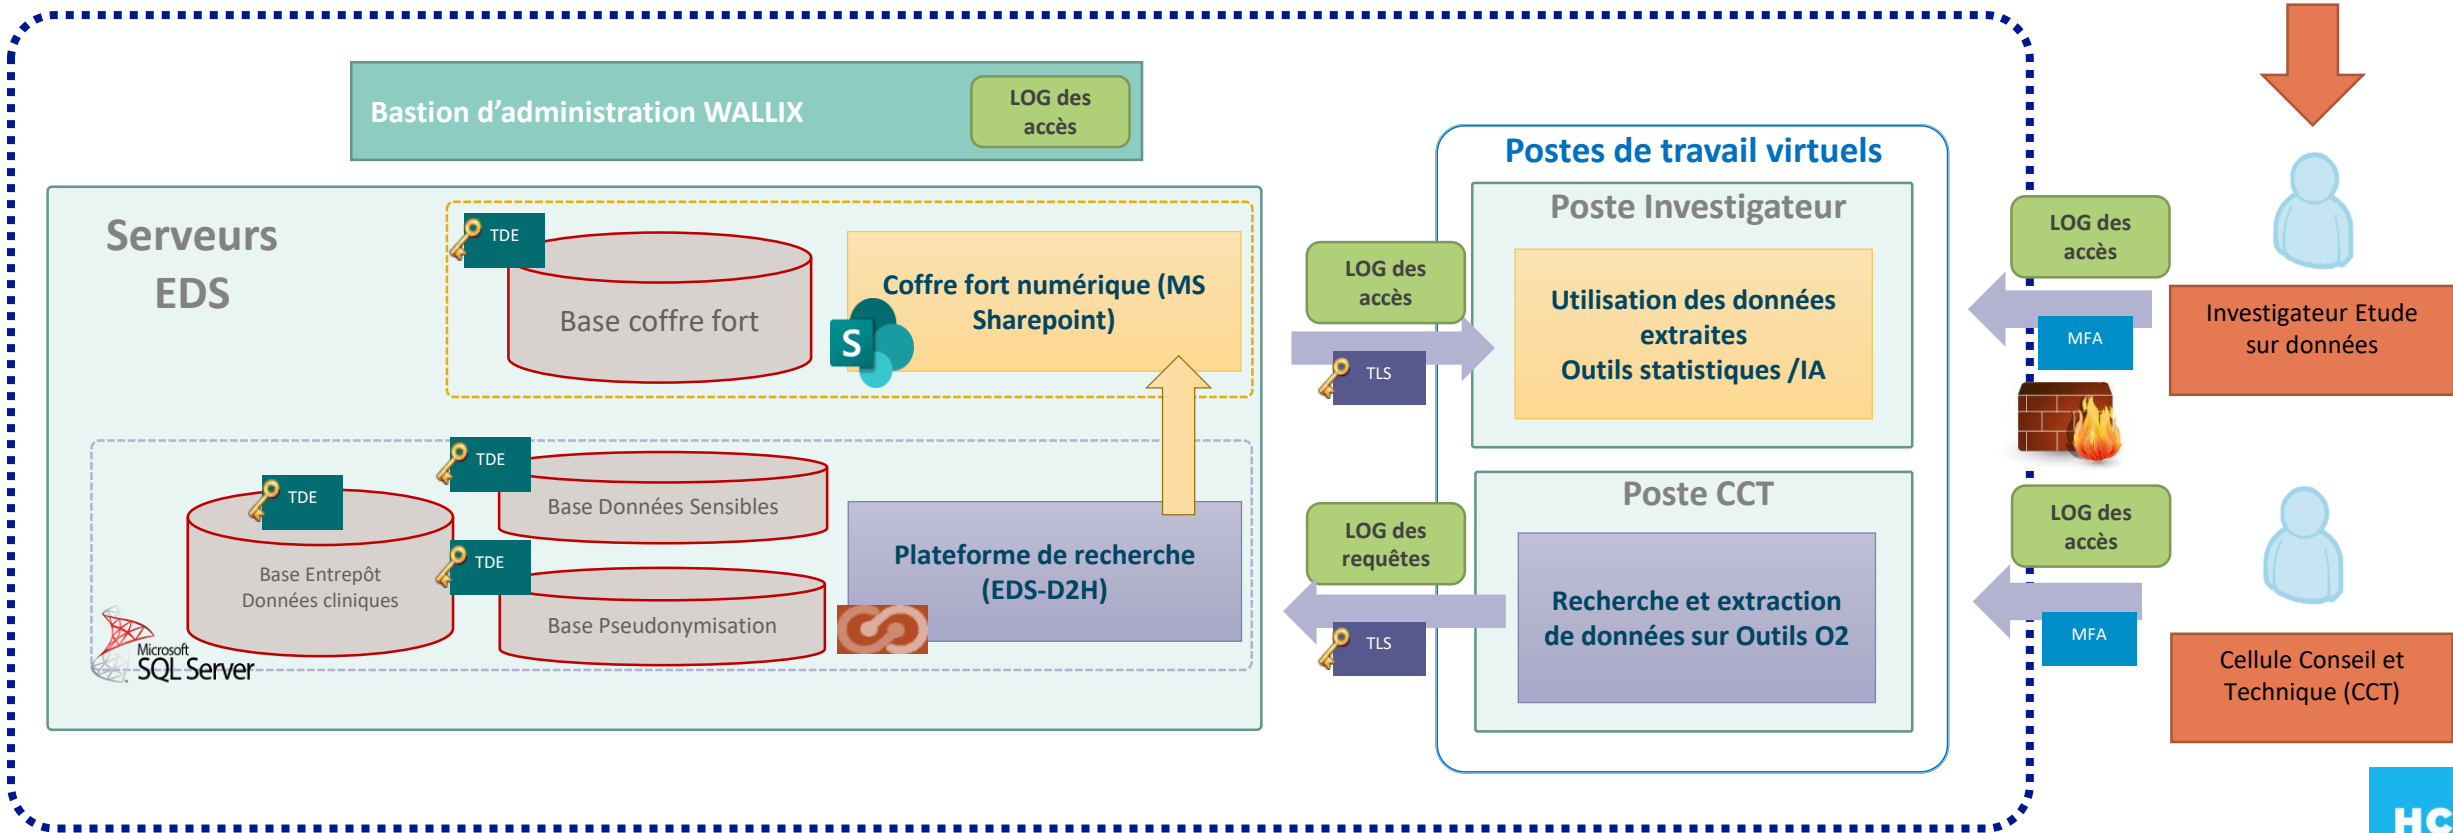 Bastion d'administration WALLIX
LOG des
accès
Serveurs
EDS
TDE
Base coffre fort
Coffre fort numérique (MS
Sharepoint)
S
TDE
Base Entrepôt
Données cliniques
TDE
Base Données Sensibles
TDE
Base Pseudonymisation
Microsoft
SQL Server
Plateforme de recherche
(EDS-D2H)
LOG des
accès
TLS
LOG des
requêtes
TLS
Postes de travail virtuels
Poste Investigateur
Utilisation des données
extraites
Outils statistiques /IA
Poste CCT
Recherche et extraction
de données sur Outils O2
LOG des
accès
MFA
Investigateur Etude
sur données
LOG des
accès
MFA
Cellule Conseil et
Technique (CCT)
HC